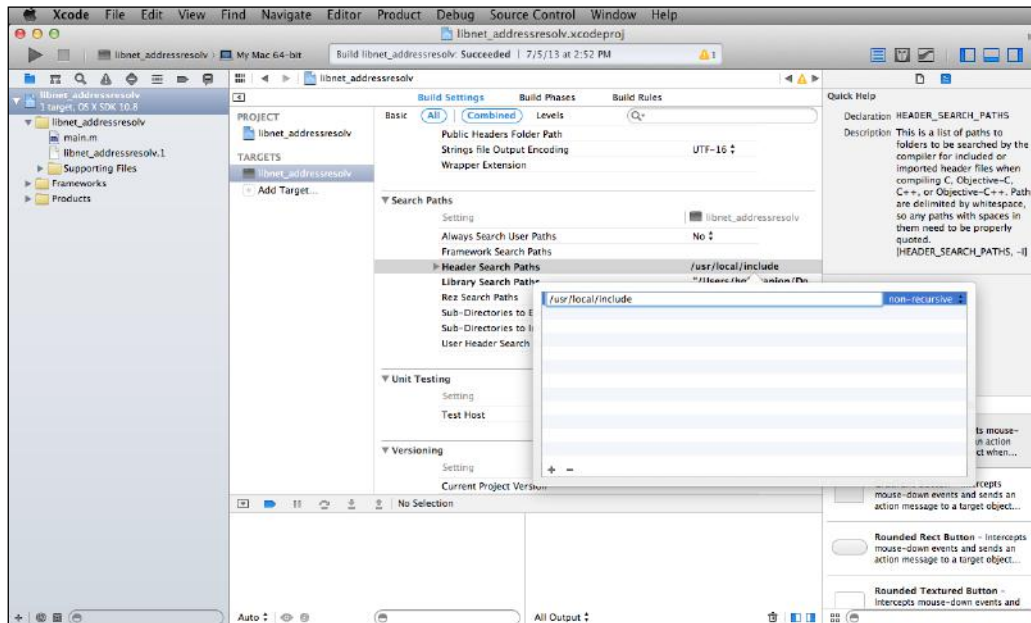 Xcode File Edit View Find Navigate Editor Product Debug Source Control Window Help
libnet_addressresolv.xcodeproj
libnet_addressresolv My Mac 64-bit
Build libnet_addressresolv: Succeeded | 7/5/13 at 2:52 PM
1
libnet_addressresolv
1 target, OS X SDK 10.8
libnet_addressresolv
main.m
libnet_addressresolv.1
Supporting Files
Frameworks
Products
libnet_addressresolv
Build Settings Build Phases Build Rules
PROJECT
libnet_addressresolv
TARGETS
libnet_addressresolv
Add Target...
Basic All Combined Levels
Public Headers Folder Path
Strings file Output Encoding UTF-16
Wrapper Extension
Search Paths
Setting libnet_addressresolv
Always Search User Paths No
Framework Search Paths
Header Search Paths /usr/local/include
Library Search Paths
Rez Search Paths
Sub-Directories to
Sub-Directories to
User Header Search
/usr/local/include non-recursive
+ −
Unit Testing
Setting
Test Host
Versioning
Setting
Current Project Version
No Selection
Auto
All Output
Quick Help
Declaration HEADER_SEARCH_PATHS
Description This is a list of paths to
folders to be searched by the
compiler for included or
imported header files when
compiling C, Objective-C,
C++, or Objective-C++. Path
are delimited by whitespace,
so any paths with spaces in
them need to be properly
quoted.
[HEADER_SEARCH_PATHS, -I]
ts mouse-
an action
ct when...
mouse-down events and sends an
action message to a target object...
Rounded Rect Button - Intercepts
mouse-down events and sends an
action message to a target object...
Rounded Textured Button -
Intercepts mouse-down events and